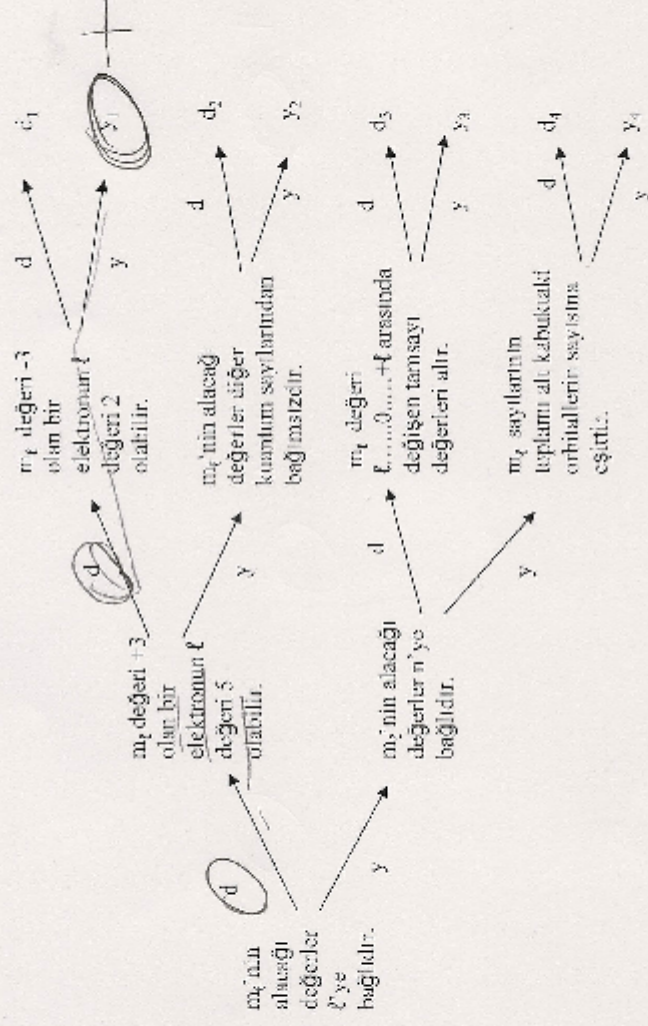 mℓ'nin
alacağı
değerler
ℓ'ye
bağlıdır.
d
y
mℓ değeri +3
olan bir
elektronun ℓ
değeri 5
olabilir.
d
y
mℓ'nin alacağı
değerler n'ye
bağlıdır.
d
y
mℓ değeri -3
olan bir
elektronun ℓ
değeri 2
olabilir.
d
y
mℓ'nin alacağı
değerler diğer
kuantum sayılarından
bağımsızdır.
d
y
mℓ değeri
ℓ......0......+ℓ arasında
değişen tamsayı
değerleri alır.
d
y
mℓ sayılarının
toplamı alt kabuktaki
orbitallerin sayısına
eşittir.
d
y
d1
y1
d2
y2
d3
y3
d4
y4